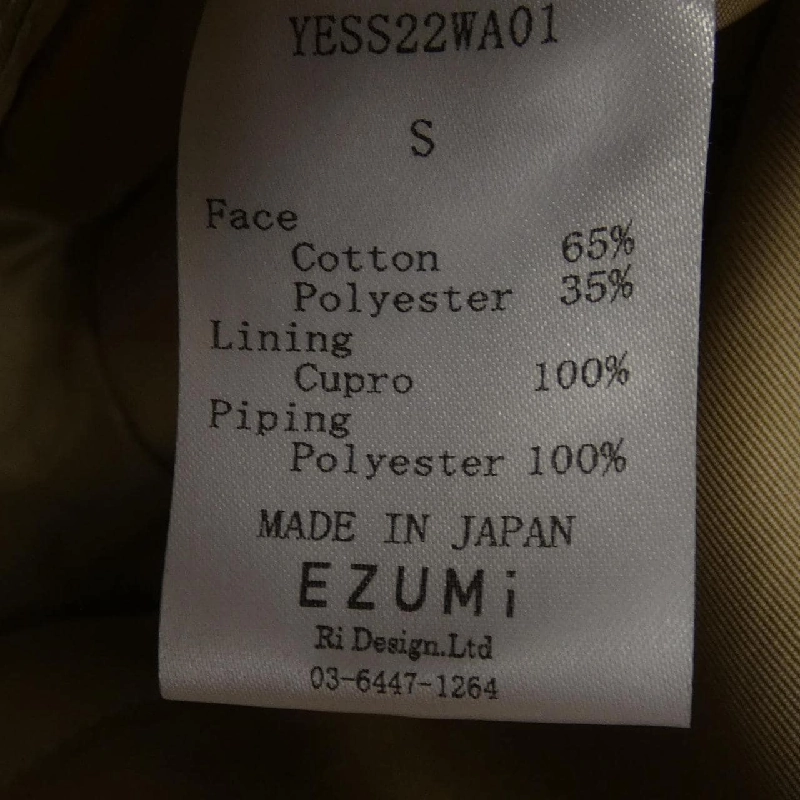 YESS22WA01
S
Face
Cotton 65%
Polyester 35%
Lining
Cupro 100%
Piping
Polyester 100%
MADE IN JAPAN
EZUMi
Ri Design.Ltd
03-6447-1264